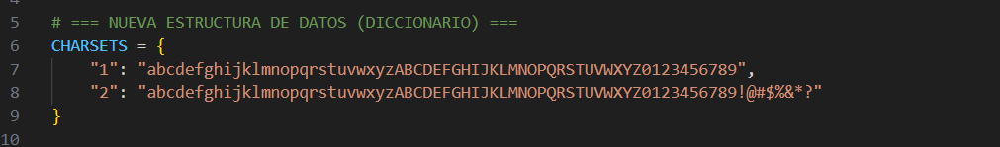 5 # === NUEVA ESTRUCTURA DE DATOS (DICCIONARIO) ===
6 CHARSETS = {
7     "1": "abcdefghijklmnopqrstuvwxyzABCDEFGHIJKLMNOPQRSTUVWXYZ0123456789",
8     "2": "abcdefghijklmnopqrstuvwxyzABCDEFGHIJKLMNOPQRSTUVWXYZ0123456789!@#$%&*?"
9 }
10